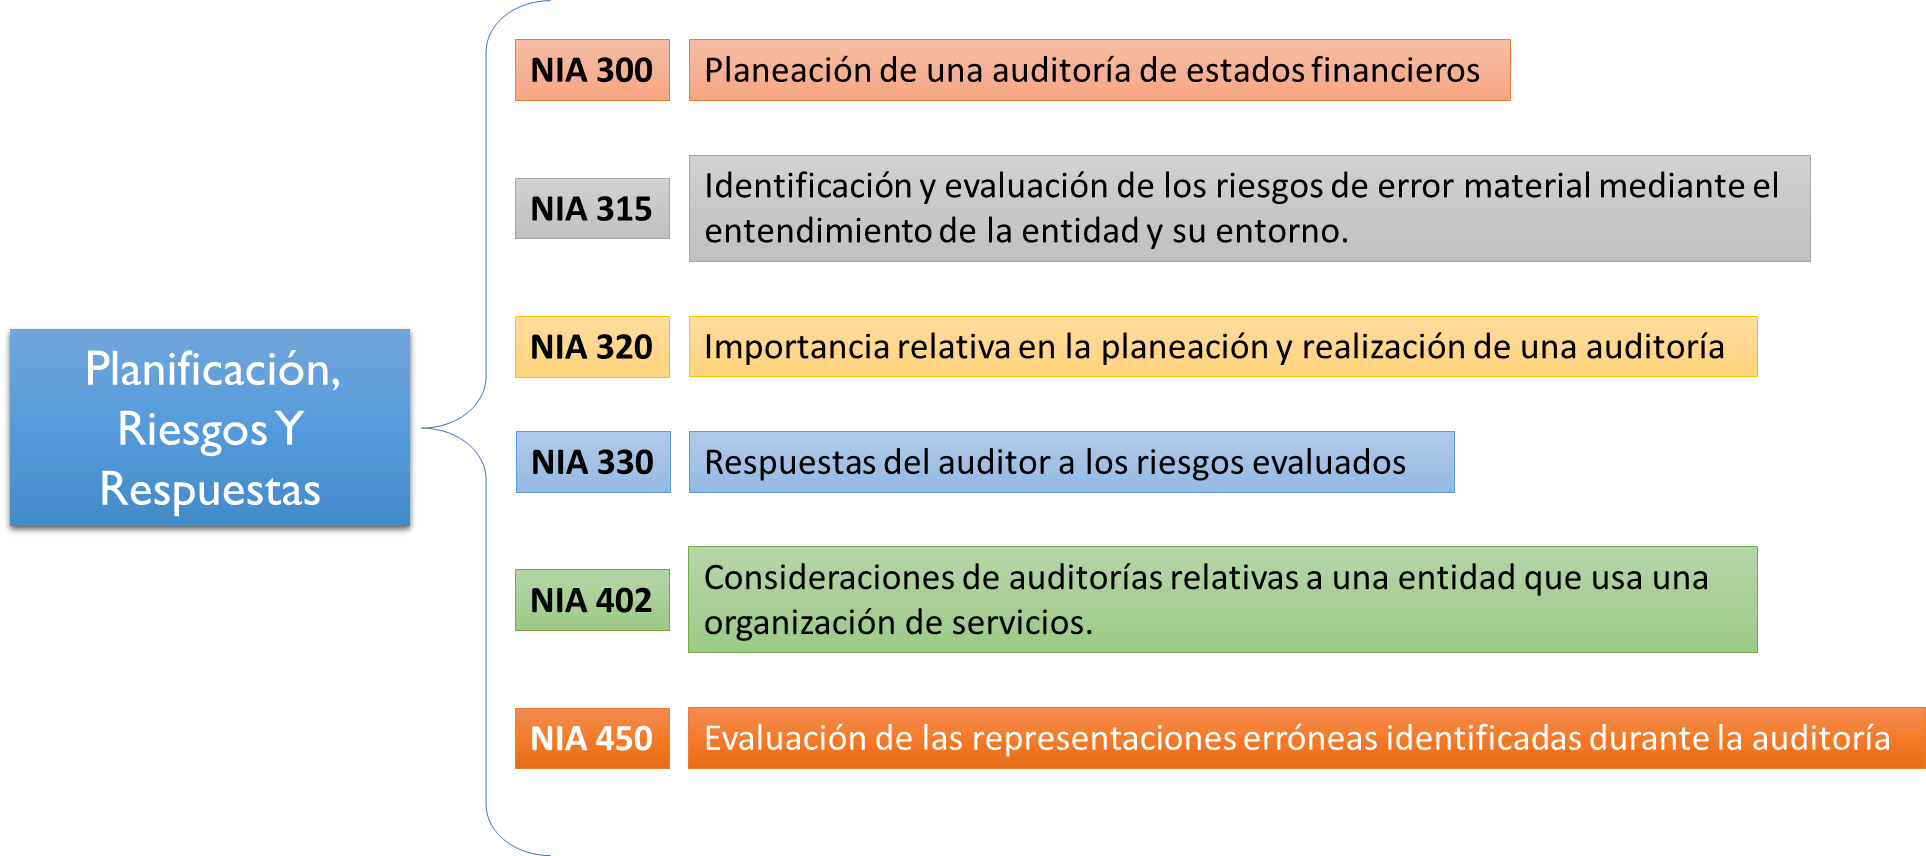 Planificación,
Riesgos Y
Respuestas
NIA 300
Planeación de una auditoría de estados financieros
NIA 315
Identificación y evaluación de los riesgos de error material mediante el
entendimiento de la entidad y su entorno.
NIA 320
Importancia relativa en la planeación y realización de una auditoría
NIA 330
Respuestas del auditor a los riesgos evaluados
NIA 402
Consideraciones de auditorías relativas a una entidad que usa una
organización de servicios.
NIA 450
Evaluación de las representaciones erróneas identificadas durante la auditoría